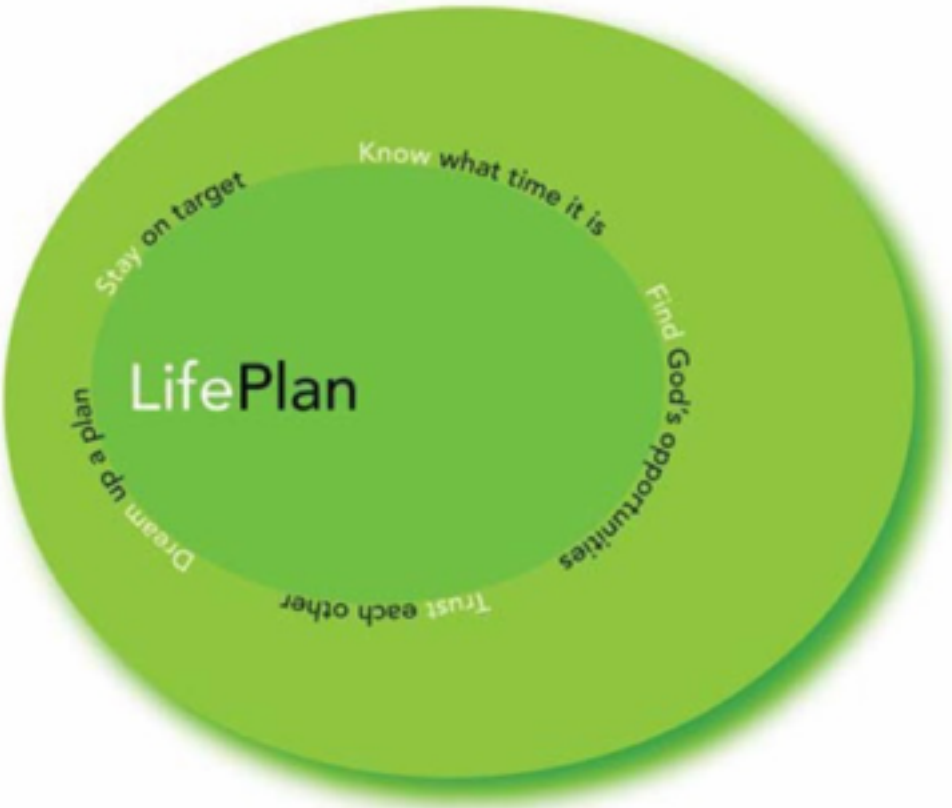 Know what time it is
Find God's opportunities
Trust each other
Dream up a plan
Stay on target
LifePlan